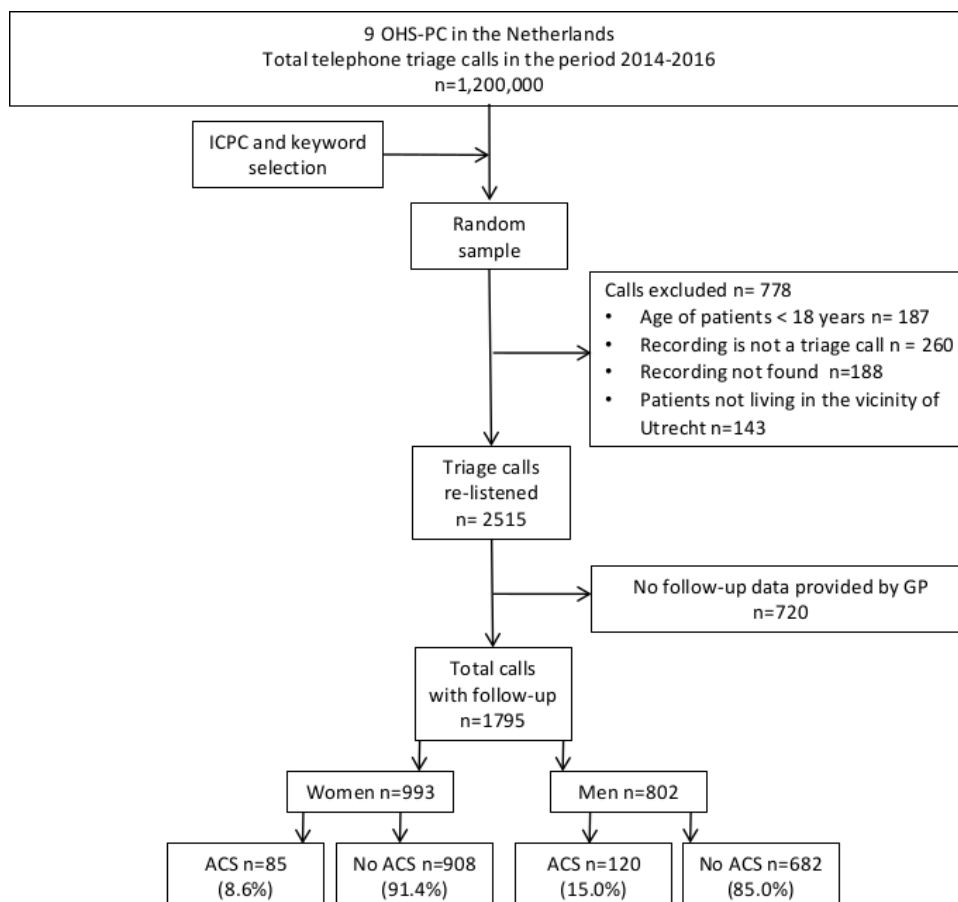 9 OHS-PC in the Netherlands
Total telephone triage calls in the period 2014-2016
n=1,200,000
ICPC and keyword
selection
Random
sample
Calls excluded n= 778
• Age of patients < 18 years n= 187
• Recording is not a triage call n = 260
• Recording not found n=188
• Patients not living in the vicinity of
Utrecht n=143
Triage calls
re-listened
n= 2515
No follow-up data provided by GP
n=720
Total calls
with follow-up
n=1795
Women n=993
Men n=802
ACS n=85
(8.6%)
No ACS n=908
(91.4%)
ACS n=120
(15.0%)
No ACS n=682
(85.0%)